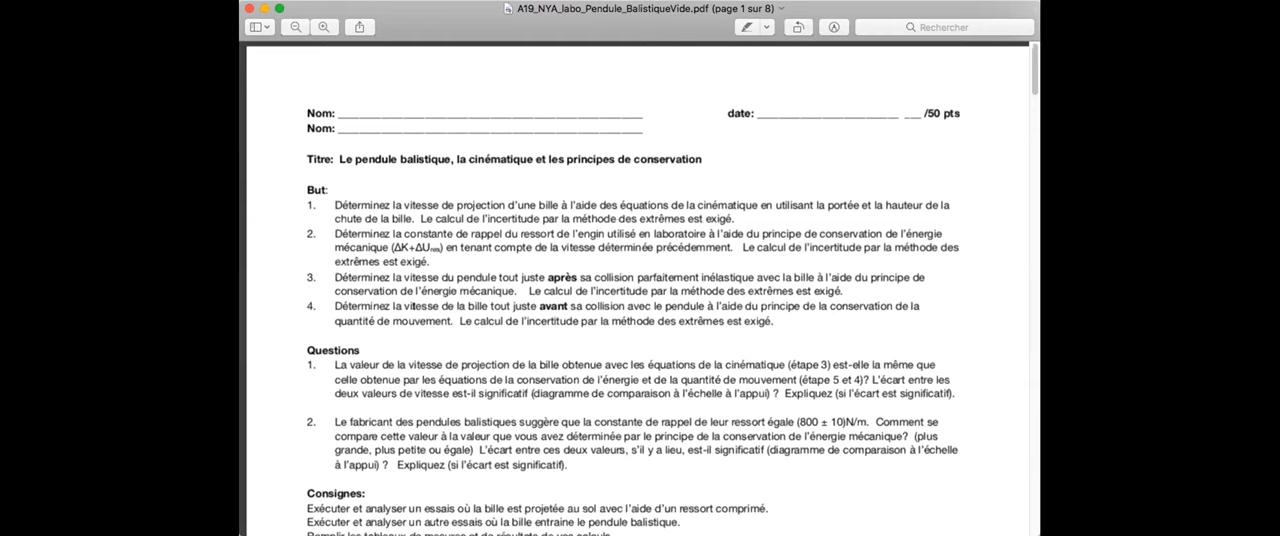 A19_NYA_labo_Pendule_BalistiqueVide.pdf (page 1 sur 8)
Rechercher
Nom: ____________________ date: ____________________ ___ /50 pts
Nom: ____________________
Titre: Le pendule balistique, la cinématique et les principes de conservation
But:
1. Déterminez la vitesse de projection d'une bille à l'aide des équations de la cinématique en utilisant la portée et la hauteur de la
chute de la bille. Le calcul de l'incertitude par la méthode des extrêmes est exigé.
2. Déterminez la constante de rappel du ressort de l'engin utilisé en laboratoire à l'aide du principe de conservation de l'énergie
mécanique (ΔK+ΔUres) en tenant compte de la vitesse déterminée précédemment. Le calcul de l'incertitude par la méthode des
extrêmes est exigé.
3. Déterminez la vitesse du pendule tout juste après sa collision parfaitement inélastique avec la bille à l'aide du principe de
conservation de l'énergie mécanique. Le calcul de l'incertitude par la méthode des extrêmes est exigé.
4. Déterminez la vitesse de la bille tout juste avant sa collision avec le pendule à l'aide du principe de la conservation de la
quantité de mouvement. Le calcul de l'incertitude par la méthode des extrêmes est exigé.
Questions
1. La valeur de la vitesse de projection de la bille obtenue avec les équations de la cinématique (étape 3) est-elle la même que
celle obtenue par les équations de la conservation de l'énergie et de la quantité de mouvement (étape 5 et 4)? L'écart entre les
deux valeurs de vitesse est-il significatif (diagramme de comparaison à l'échelle à l'appui) ? Expliquez (si l'écart est significatif).
2. Le fabricant des pendules balistiques suggère que la constante de rappel de leur ressort égale (800 ± 10)N/m. Comment se
compare cette valeur à la valeur que vous avez déterminée par le principe de la conservation de l'énergie mécanique? (plus
grande, plus petite ou égale) L'écart entre ces deux valeurs, s'il y a lieu, est-il significatif (diagramme de comparaison à l'échelle
à l'appui) ? Expliquez (si l'écart est significatif).
Consignes:
Exécuter et analyser un essais où la bille est projetée au sol avec l'aide d'un ressort comprimé.
Exécuter et analyser un autre essais où la bille entraine le pendule balistique.